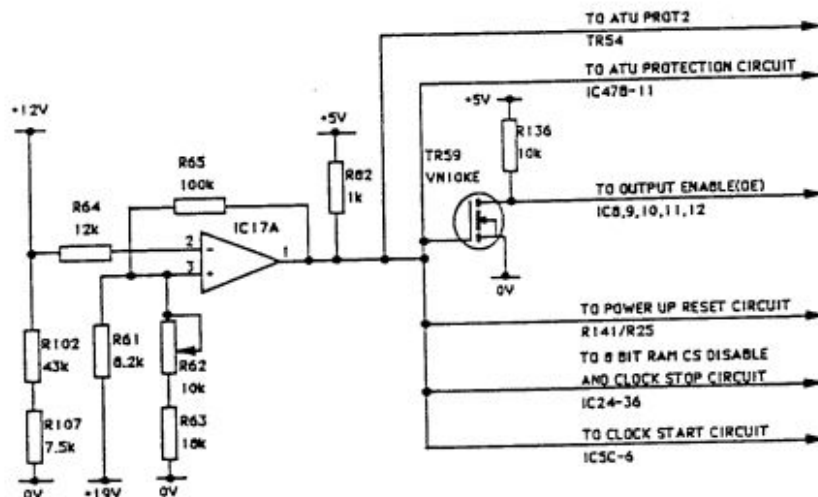 TO ATU PROT2
TR54
TO ATU PROTECTION CIRCUIT
IC47B-11
+12V
+5V
+5V
R136
10k
R65
100k
R82
1k
TR59
VN10KE
R64
12k
IC17A
TO OUTPUT ENABLE(OE)
IC8,9,10,11,12
2
-
1
3
+
0V
R102
43k
R61
8.2k
R62
10k
TO POWER UP RESET CIRCUIT
R141/R25
TO 8 BIT RAM CS DISABLE
AND CLOCK STOP CIRCUIT
IC24-36
R107
7.5k
R63
18k
TO CLOCK START CIRCUIT
IC5C-6
0V
+19V
0V